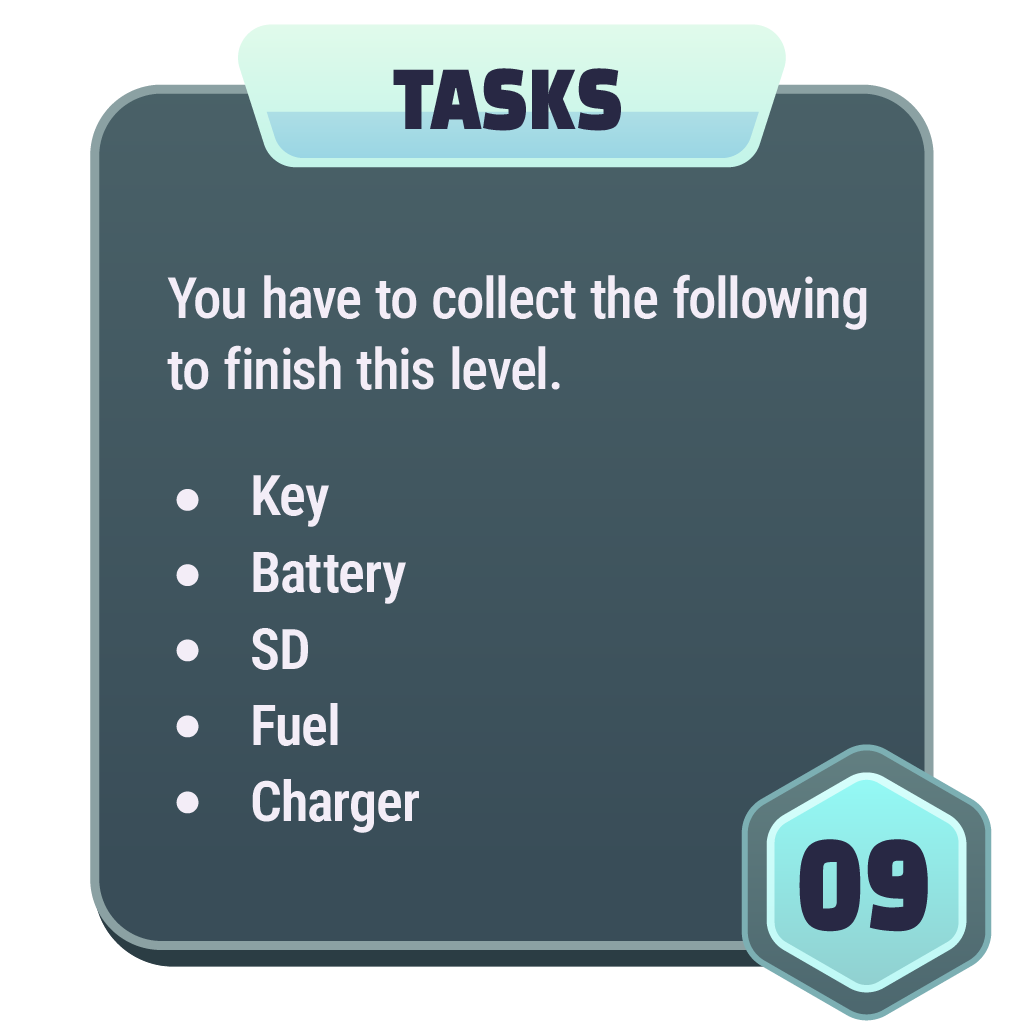 TASKS
You have to collect the following
to finish this level.
• Key
• Battery
• SD
• Fuel
• Charger
09